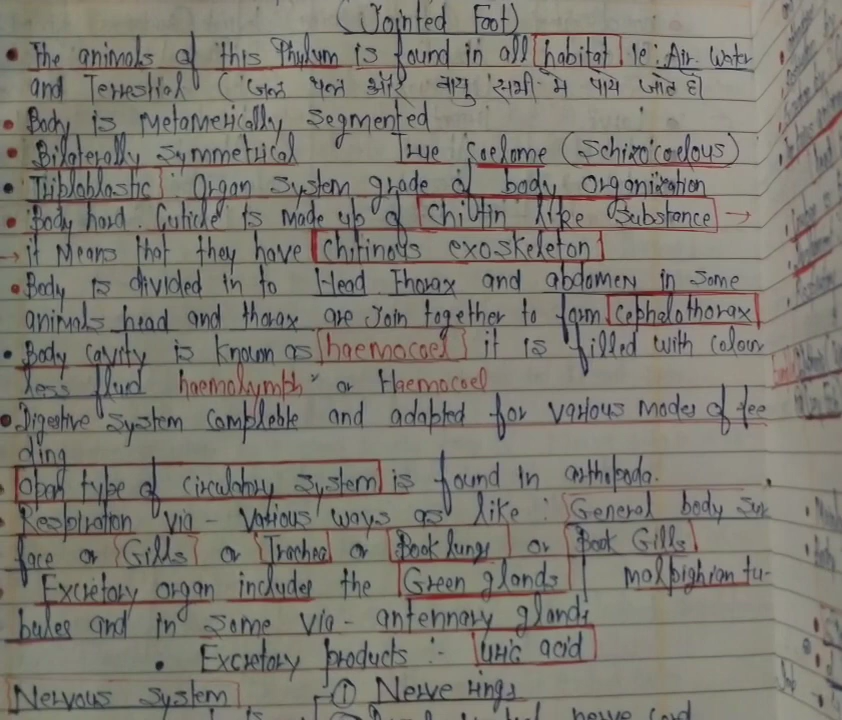 (Jointed Foot)
• The animals of this Phylum is found in all habitat ie: Air. Water
and Terrestial (जल थल और वायु सभी में पाये जाते है)
• Body is metamerically segmented
• Bilaterally symmetrical True Coelome (Schizocoelous)
• Triploblastic Organ system grade of body organization
• Body hard. Cuticle is made up of Chiltin like Substance →
→ it means that they have chitinous exoskeleton
• Body is divided in to Head Thorax and abdomen in some
animals head and thorax are Join together to form Cephalothorax
• Body cavity is known as haemocoel it is filled with colour
less fluid haemolymph or Haemocoel
• Digestive system complete and adapted for various modes of fee
ding
• Open type of circulatory system is found in arthopoda.
• Respiration via - Various ways as like : General body sur
face or Gills or Trachea or Book lungs or Book Gills
• Excretory organ includes the Green glands malpighian tu-
bules and in some via - antennary glands
• Excretory products :- Uric acid
Nervous system ① Nerve rings
nerve cord